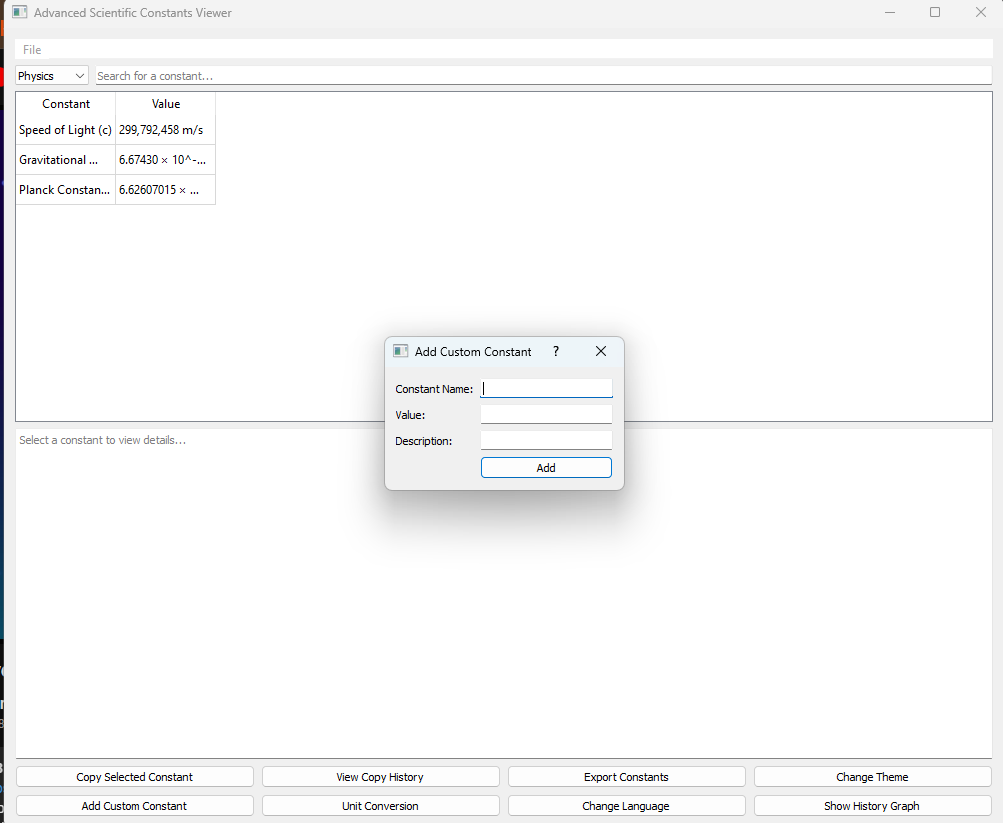 Advanced Scientific Constants Viewer
File
Physics Search for a constant...
Constant Value
Speed of Light (c) 299,792,458 m/s
Gravitational ... 6.67430 × 10^-...
Planck Constan... 6.62607015 × ...
Add Custom Constant ?
Constant Name:
Value:
Description:
Add
Select a constant to view details...
Copy Selected Constant View Copy History Export Constants Change Theme
Add Custom Constant Unit Conversion Change Language Show History Graph